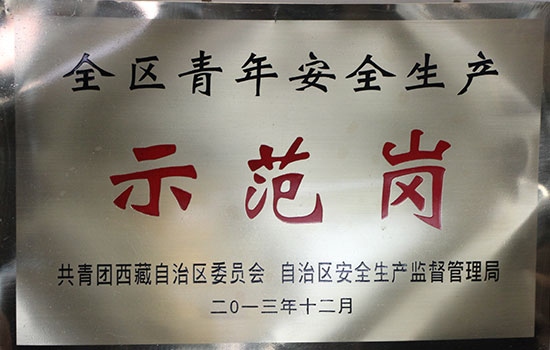 全区青年安全生产
示范岗
共青团西藏自治区委员会 自治区安全生产监督管理局
二０一三年十二月